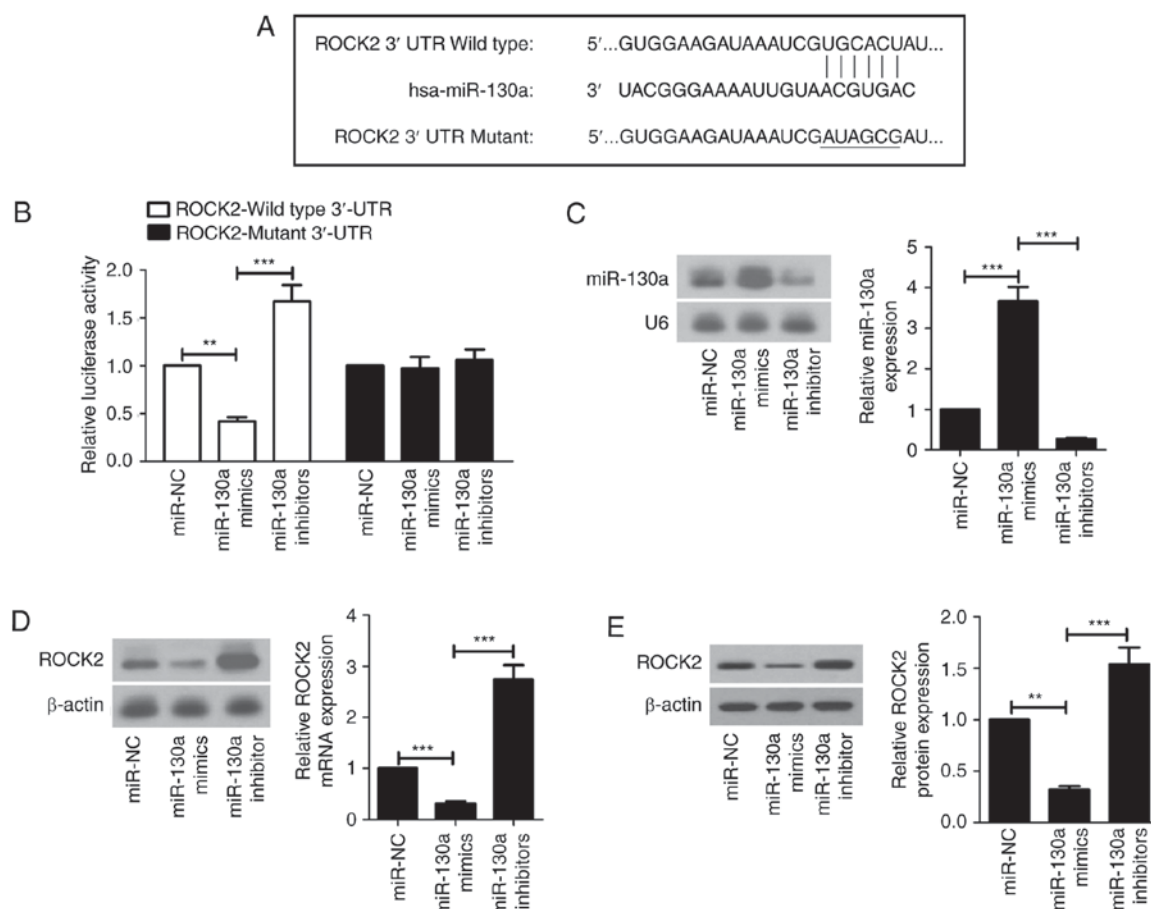 A
ROCK2 3′ UTR Wild type: 5′...GUGGAAGAUAAAUCGUGCACUAU...
hsa-miR-130a: 3′ UACGGGAAAAUUGUAACGUGAC
ROCK2 3′ UTR Mutant: 5′...GUGGAAGAUAAAUCGAUAGCGAU...
B
ROCK2-Wild type 3′-UTR
ROCK2-Mutant 3′-UTR
Relative luciferase activity
2.0
1.5
1.0
0.5
0.0
**
***
miR-NC
miR-130a
mimics
miR-130a
inhibitors
miR-NC
miR-130a
mimics
miR-130a
inhibitors
C
miR-130a
U6
miR-NC
miR-130a
mimics
miR-130a
inhibitor
Relative miR-130a
expression
5
4
2
1
0
***
***
miR-NC
miR-130a
mimics
miR-130a
inhibitors
D
ROCK2
β-actin
miR-NC
miR-130a
mimics
miR-130a
inhibitor
Relative ROCK2
mRNA expression
4
3
2
1
0
***
***
miR-NC
niR-130a
mimics
niR-130a
inhibitors
E
ROCK2
β-actin
miR-NC
miR-130a
mimics
miR-130a
inhibitor
Relative ROCK2
protein expression
2.0
1.5
1.0
0.5
0.0
**
***
miR-NC
miR-130a
mimics
miR-130a
inhibitors